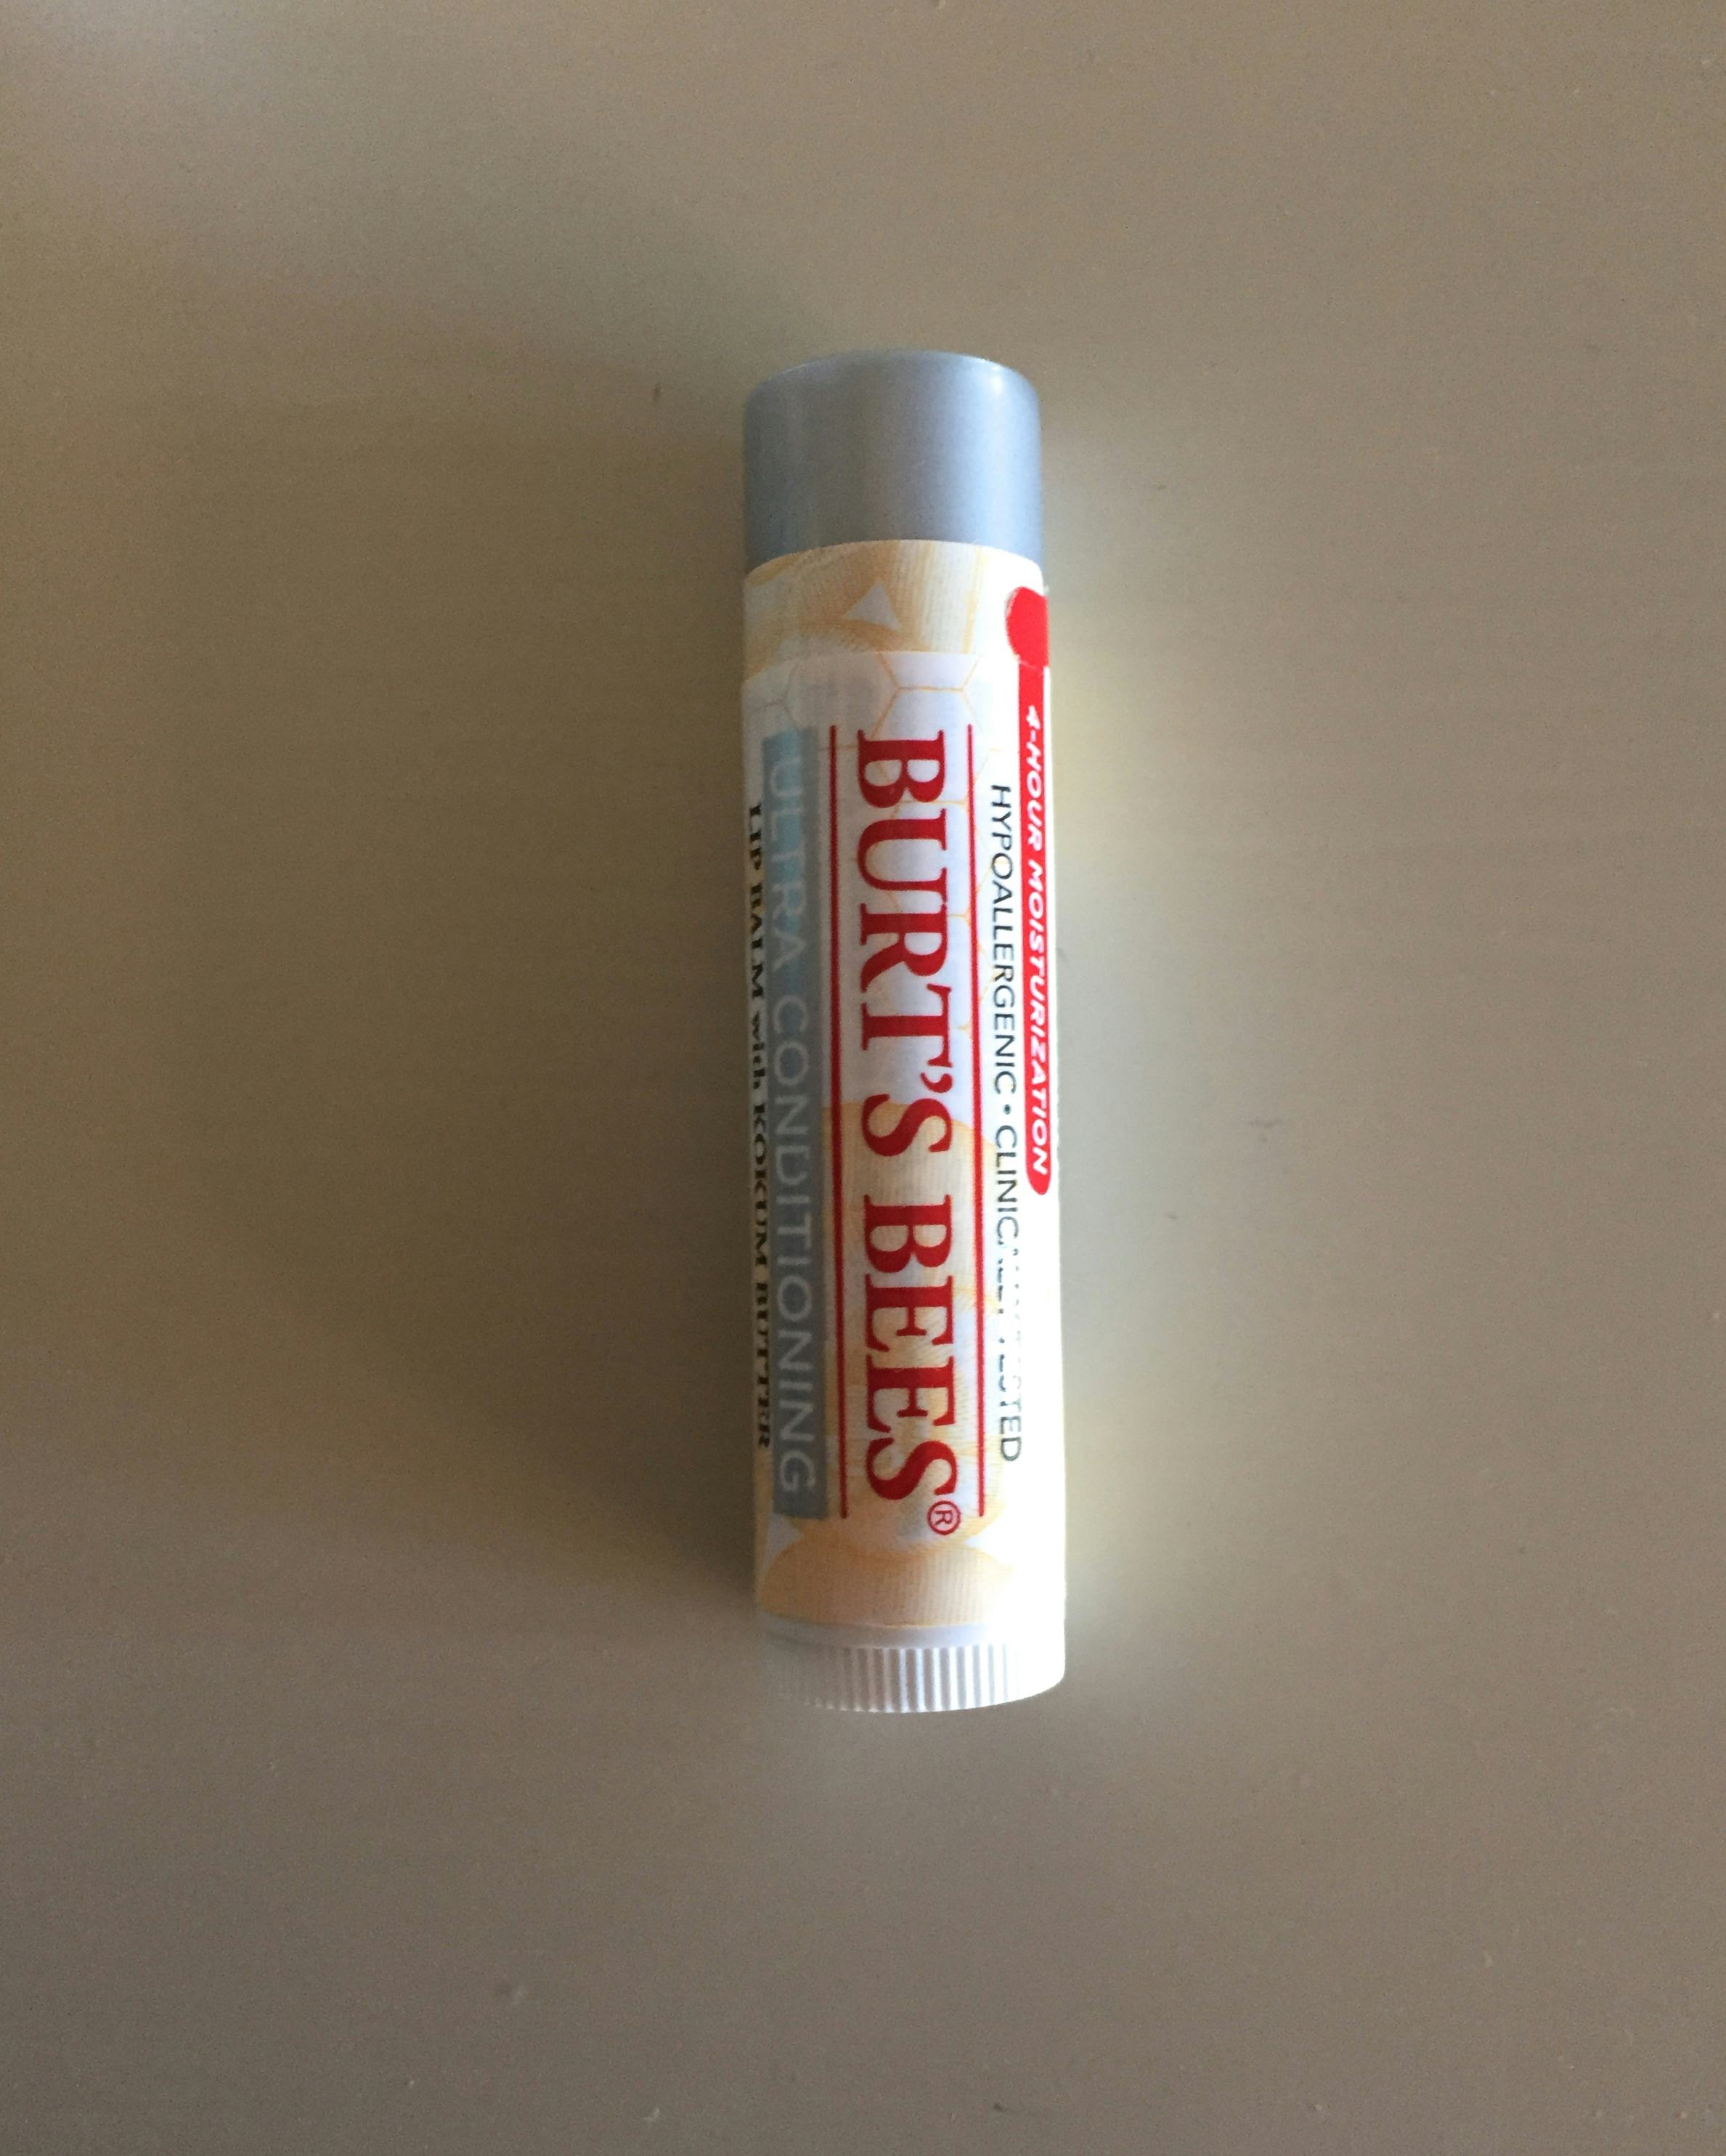 4-HOUR MOISTURIZATION
HYPOALLERGENIC • CLINICALLY TESTED
BURT'S BEES®
ULTRA CONDITIONING
LIP BALM with KOKUM BUTTER